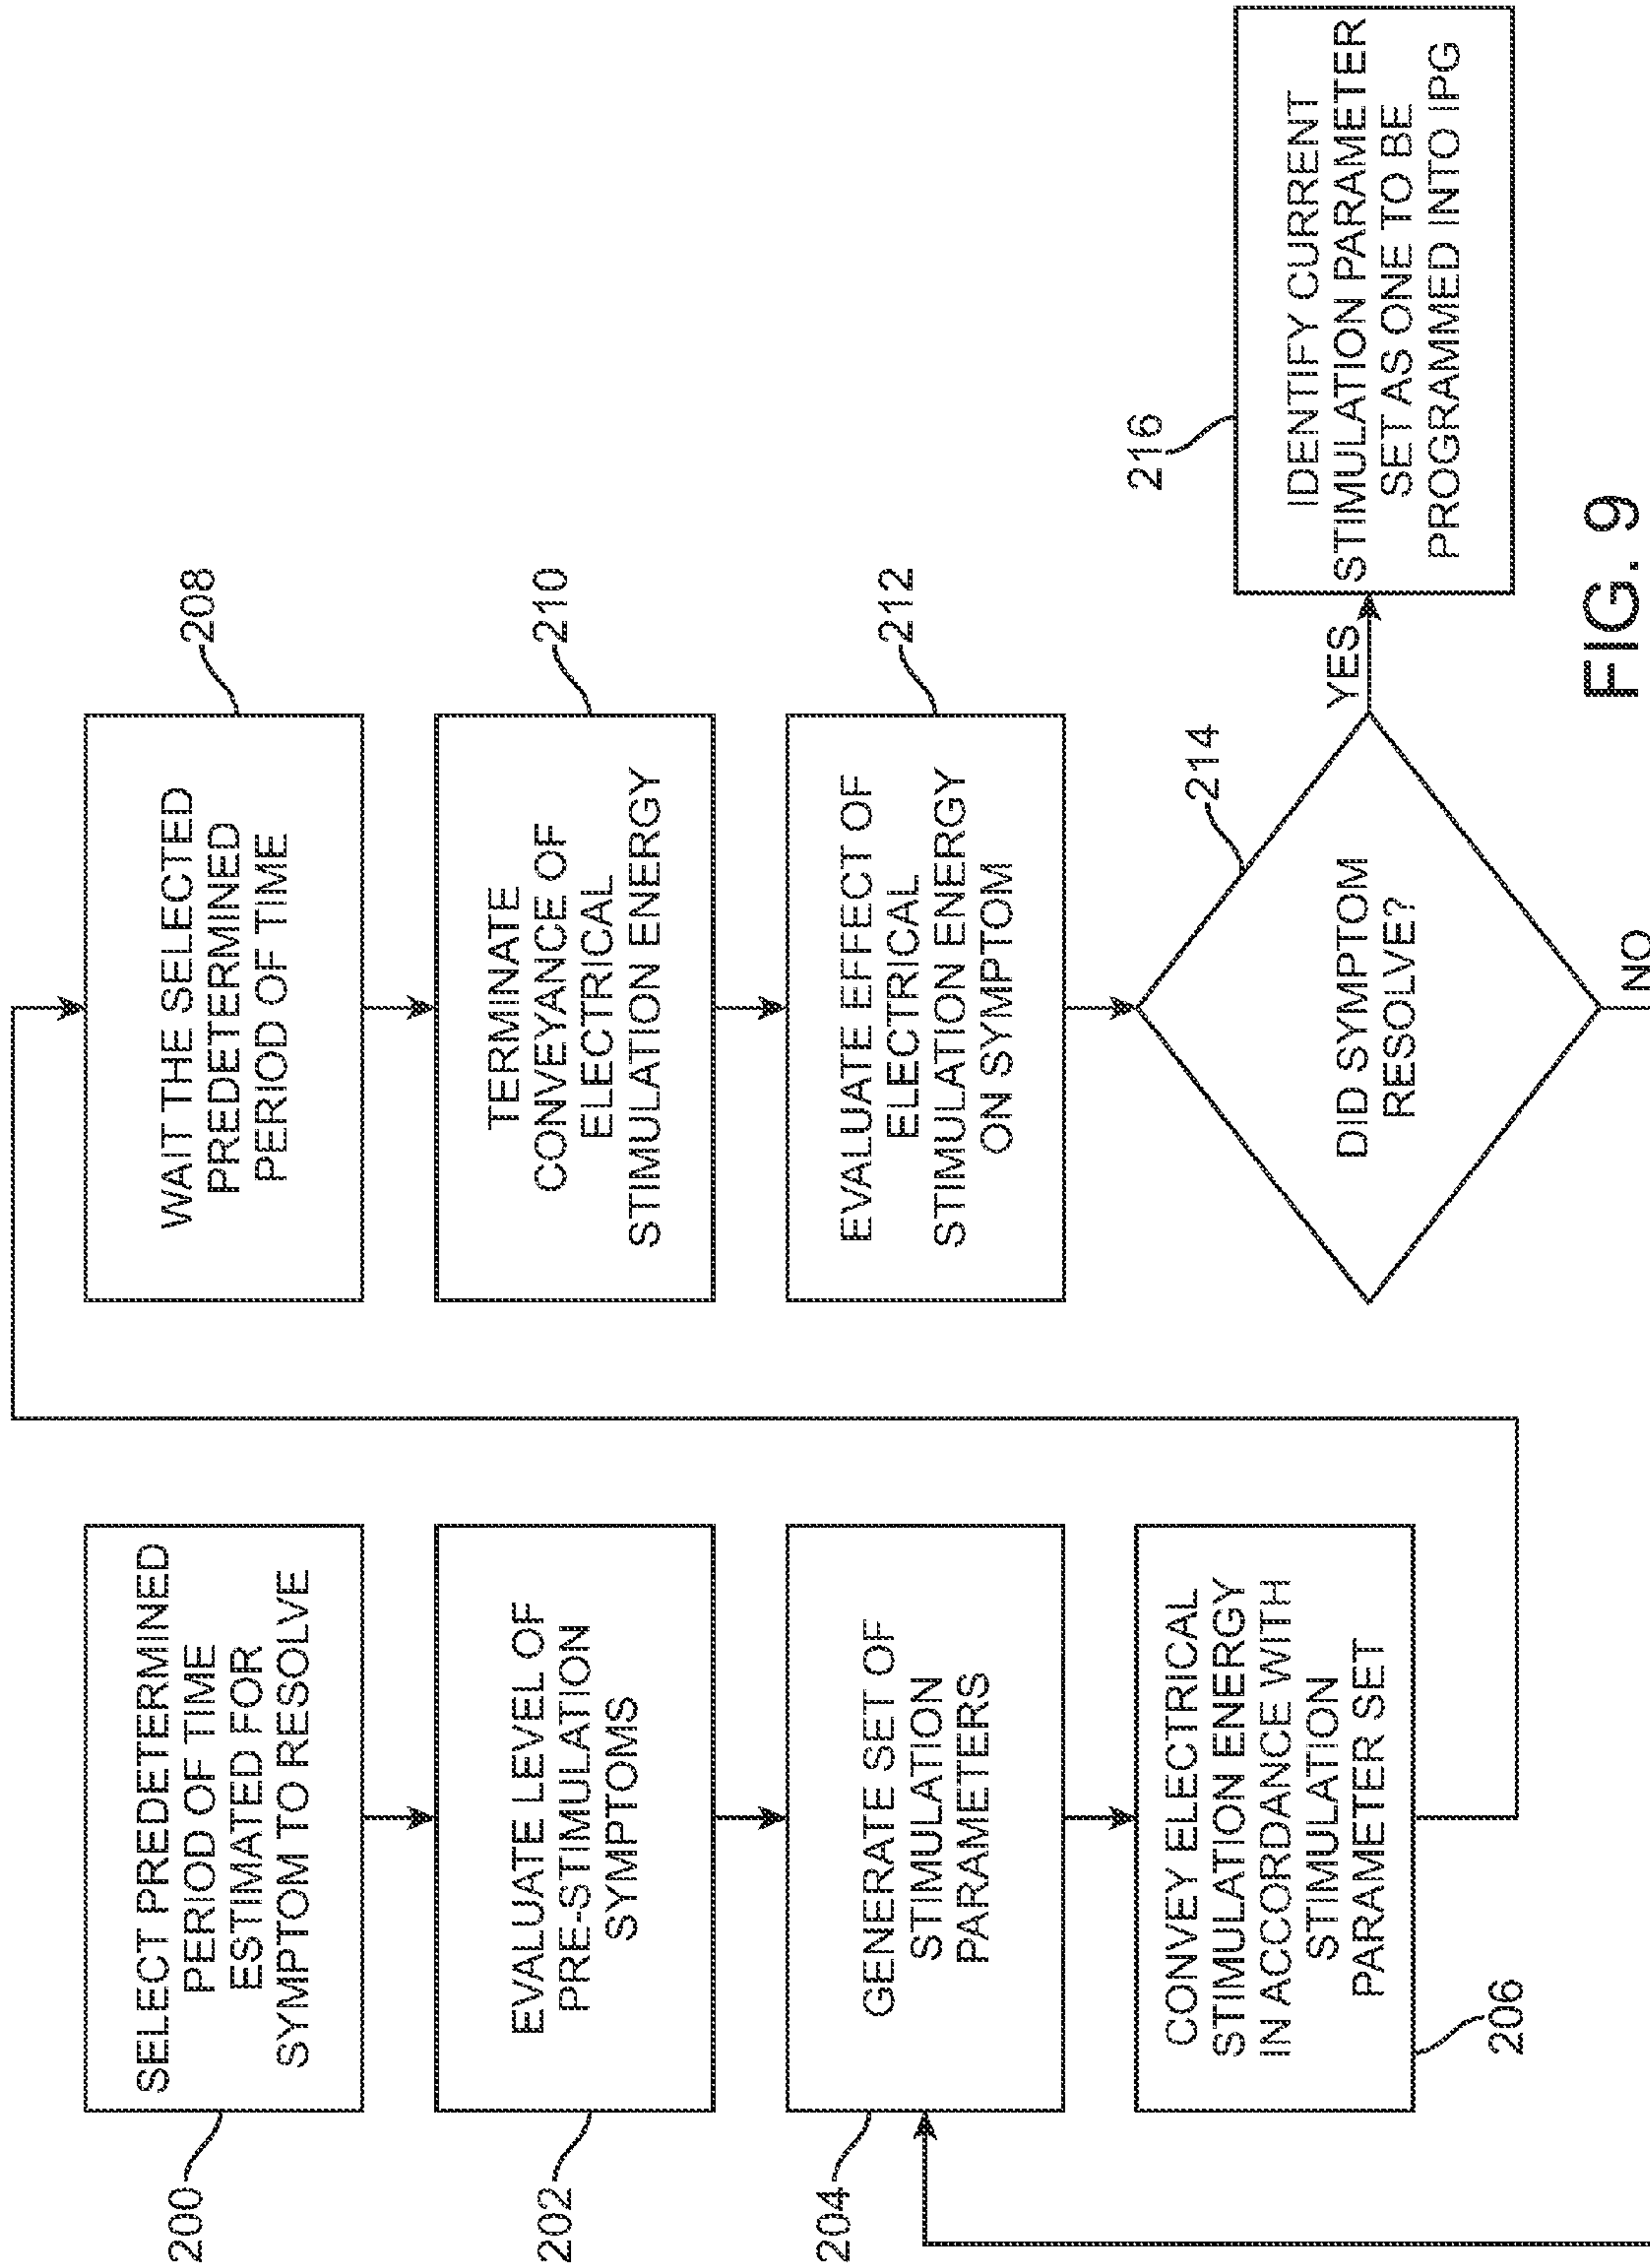 200
SELECT PREDETERMINED
PERIOD OF TIME
ESTIMATED FOR
SYMPTOM TO RESOLVE
202
EVALUATE LEVEL OF
PRE-STIMULATION
SYMPTOMS
204
GENERATE SET OF
STIMULATION
PARAMETERS
CONVEY ELECTRICAL
STIMULATION ENERGY
IN ACCORDANCE WITH
STIMULATION
PARAMETER SET
206
208
WAIT THE SELECTED
PREDETERMINED
PERIOD OF TIME
210
TERMINATE
CONVEYANCE OF
ELECTRICAL
STIMULATION ENERGY
212
EVALUATE EFFECT OF
ELECTRICAL
STIMULATION ENERGY
ON SYMPTOM
214
DID SYMPTOM
RESOLVE?
YES
NO
216
IDENTIFY CURRENT
STIMULATION PARAMETER
SET AS ONE TO BE
PROGRAMMED INTO IPG
FIG. 9